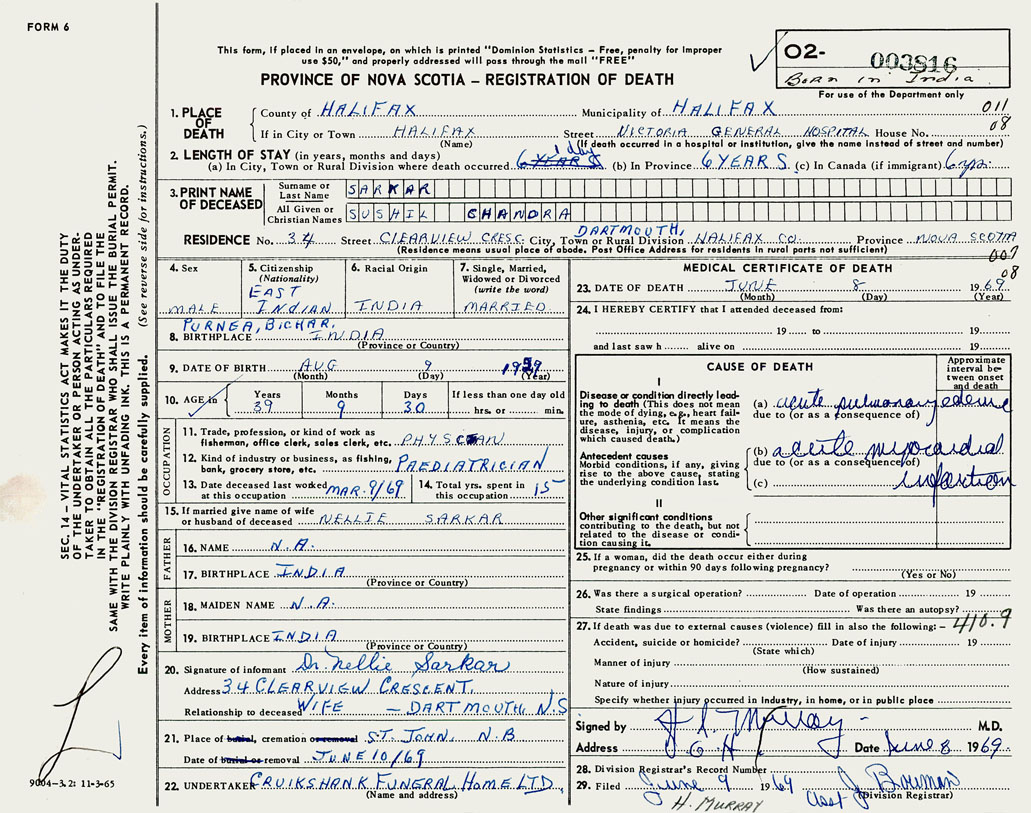 FORM 6
This form, if placed in an envelope, on which is printed "Dominion Statistics – Free, penalty for improper
use $50," and properly addressed will pass through the mail "FREE"
PROVINCE OF NOVA SCOTIA – REGISTRATION OF DEATH
O2- 003816
Born in India
For use of the Department only
1. PLACE OF DEATH
County of HALIFAX Municipality of HALIFAX 011
If in City or Town HALIFAX Street VICTORIA GENERAL HOSPITAL House No. 08
(Name) (If death occurred in a hospital or institution, give the name instead of street and number)
2. LENGTH OF STAY (in years, months and days) 1 day
(a) In City, Town or Rural Division where death occurred 6 YEARS (b) In Province 6 YEARS (c) In Canada (if immigrant) 6 yrs.
3. PRINT NAME OF DECEASED
Surname or Last Name SARKAR
All Given or Christian Names SUSHIL CHANDRA
DARTMOUTH,
RESIDENCE No. 34 Street CLEARVIEW CRESC. City, Town or Rural Division HALIFAX CO. Province NOVA SCOTIA
(Residence means usual place of abode. Post Office Address for residents in rural parts not sufficient)
007
08
4. Sex MALE
5. Citizenship (Nationality) EAST INDIAN
6. Racial Origin INDIA
7. Single, Married, Widowed or Divorced (write the word) MARRIED
PURNEA, BICHAR,
8. BIRTHPLACE INDIA
(Province or Country)
9. DATE OF BIRTH AUG 9
(Month) (Day) (Year)
10. AGE in Years 39 Months 9 Days 30 If less than one day old hrs. or min.
OCCUPATION
11. Trade, profession, or kind of work as
fisherman, office clerk, sales clerk, etc. PHYSCIAN
12. Kind of industry or business, as fishing,
bank, grocery store, etc. PAEDIATRICIAN
13. Date deceased last worked at this occupation MAR. 9/69
14. Total yrs. spent in this occupation 15
15. If married give name of wife
or husband of deceased NELLIE SARKAR
FATHER
16. NAME N.A.
17. BIRTHPLACE INDIA
(Province or Country)
MOTHER
18. MAIDEN NAME N.A.
19. BIRTHPLACE INDIA
(Province or Country)
20. Signature of informant Dr. Nellie Sarkar
Address 34 CLEARVIEW CRESCENT,
Relationship to deceased WIFE – DARTMOUTH N.S
21. Place of burial, cremation or removal ST. JOHN, N.B
Date of burial or removal JUNE 10/69
22. UNDERTAKER CRUIKSHANK FUNERAL HOME LTD.
(Name and address)
MEDICAL CERTIFICATE OF DEATH
23. DATE OF DEATH JUNE 8 1969
(Month) (Day) (Year)
24. I HEREBY CERTIFY that I attended deceased from:
19 to 19
and last saw h alive on 19
CAUSE OF DEATH
Approximate interval between onset and death
I
Disease or condition directly leading to death (This does not mean the mode of dying, e.g., heart failure, asthenia, etc. It means the disease, injury, or complication which caused death.)
(a) acute pulmonary edema
due to (or as a consequence of)
Antecedent causes
Morbid conditions, if any, giving rise to the above cause, stating the underlying condition last.
(b) acute myocardial
due to (or as a consequence of)
(c) infarction
II
Other significant conditions
contributing to the death, but not related to the disease or condition causing it.
25. If a woman, did the death occur either during
pregnancy or within 90 days following pregnancy?
(Yes or No)
26. Was there a surgical operation? Date of operation 19
State findings Was there an autopsy?
27. If death was due to external causes (violence) fill in also the following: – 410.9
Accident, suicide or homicide? Date of injury 19
(State which)
Manner of injury
(How sustained)
Nature of injury
Specify whether injury occurred in Industry, in home, or in public place
Signed by Murray M.D.
Address Date June 8 1969
28. Division Registrar's Record Number
29. Filed June 9 1969 Asst J Bowman
H. MURRAY (Division Registrar)
SEC. 14 – VITAL STATISTICS ACT MAKES IT THE DUTY
OF THE UNDERTAKER OR PERSON ACTING AS UNDER-
TAKER TO OBTAIN ALL THE PARTICULARS REQUIRED
IN THE "REGISTRATION OF DEATH" AND TO FILE THE
SAME WITH THE DIVISION REGISTRAR WHO SHALL ISSUE THE BURIAL PERMIT.
WRITE PLAINLY WITH UNFADING INK. THIS IS A PERMANENT RECORD.
Every item of information should be carefully supplied. (See reverse side for instructions.)
9004–3.2: 11-3-65